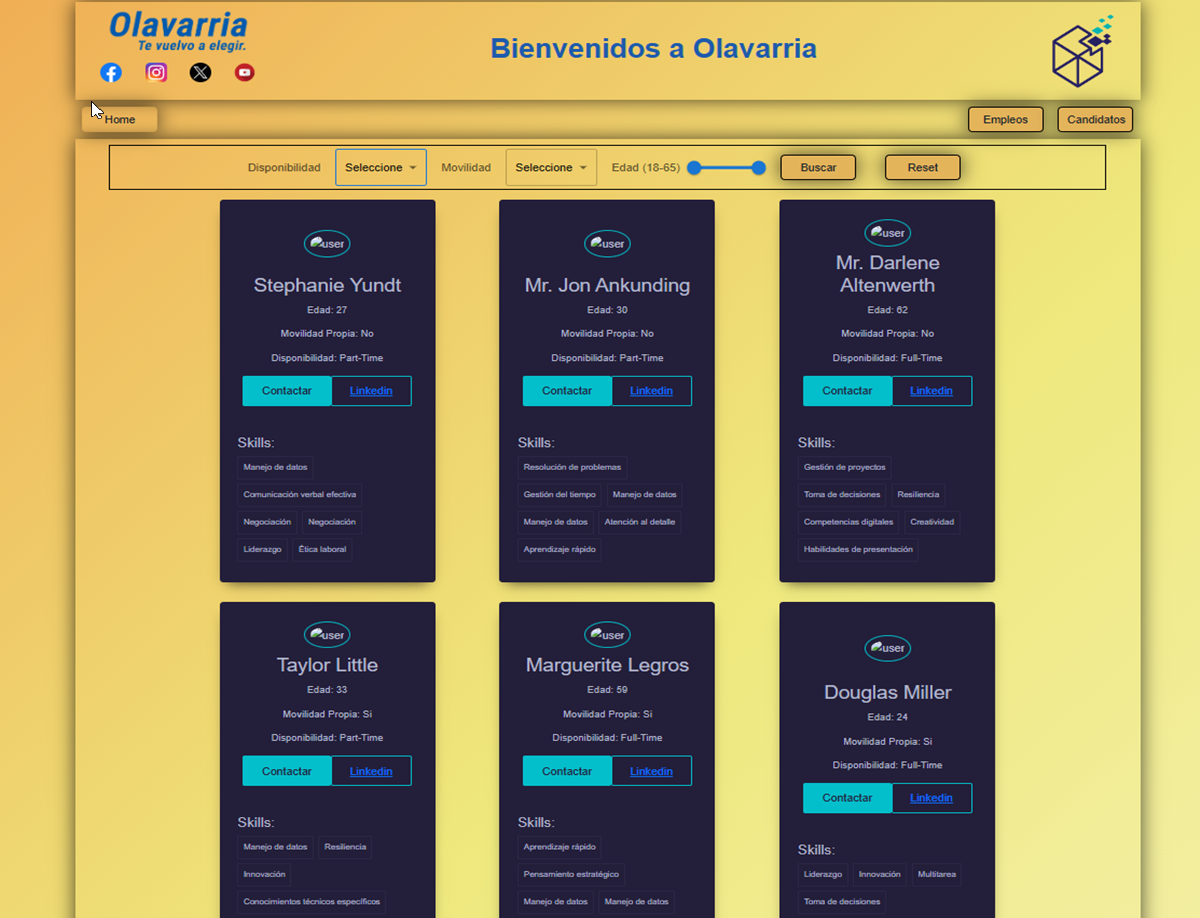 Olavarria
Te vuelvo a elegir.
Bienvenidos a Olavarria
Home
Empleos
Candidatos
Disponibilidad
Seleccione
Movilidad
Seleccione
Edad (18-65)
Buscar
Reset
user
Stephanie Yundt
Edad: 27
Movilidad Propia: No
Disponibilidad: Part-Time
Contactar
Linkedin
Skills:
Manejo de datos
Comunicación verbal efectiva
Negociación
Negociación
Liderazgo
Ética laboral
user
Mr. Jon Ankunding
Edad: 30
Movilidad Propia: No
Disponibilidad: Part-Time
Contactar
Linkedin
Skills:
Resolución de problemas
Gestión del tiempo
Manejo de datos
Manejo de datos
Atención al detalle
Aprendizaje rápido
user
Mr. Darlene
Altenwerth
Edad: 62
Movilidad Propia: No
Disponibilidad: Full-Time
Contactar
Linkedin
Skills:
Gestión de proyectos
Toma de decisiones
Resiliencia
Competencias digitales
Creatividad
Habilidades de presentación
user
Taylor Little
Edad: 33
Movilidad Propia: Si
Disponibilidad: Part-Time
Contactar
Linkedin
Skills:
Manejo de datos
Resiliencia
Innovación
Conocimientos técnicos específicos
user
Marguerite Legros
Edad: 59
Movilidad Propia: Si
Disponibilidad: Full-Time
Contactar
Linkedin
Skills:
Aprendizaje rápido
Pensamiento estratégico
Manejo de datos
Manejo de datos
user
Douglas Miller
Edad: 24
Movilidad Propia: Si
Disponibilidad: Full-Time
Contactar
Linkedin
Skills:
Liderazgo
Innovación
Multitarea
Toma de decisiones